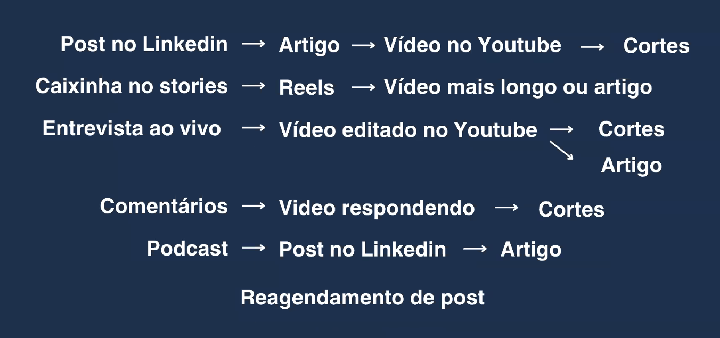 Post no Linkedin → Artigo → Vídeo no Youtube → Cortes
Caixinha no stories → Reels → Vídeo mais longo ou artigo
Entrevista ao vivo → Vídeo editado no Youtube → Cortes
↘ Artigo
Comentários → Video respondendo → Cortes
Podcast → Post no Linkedin → Artigo
Reagendamento de post